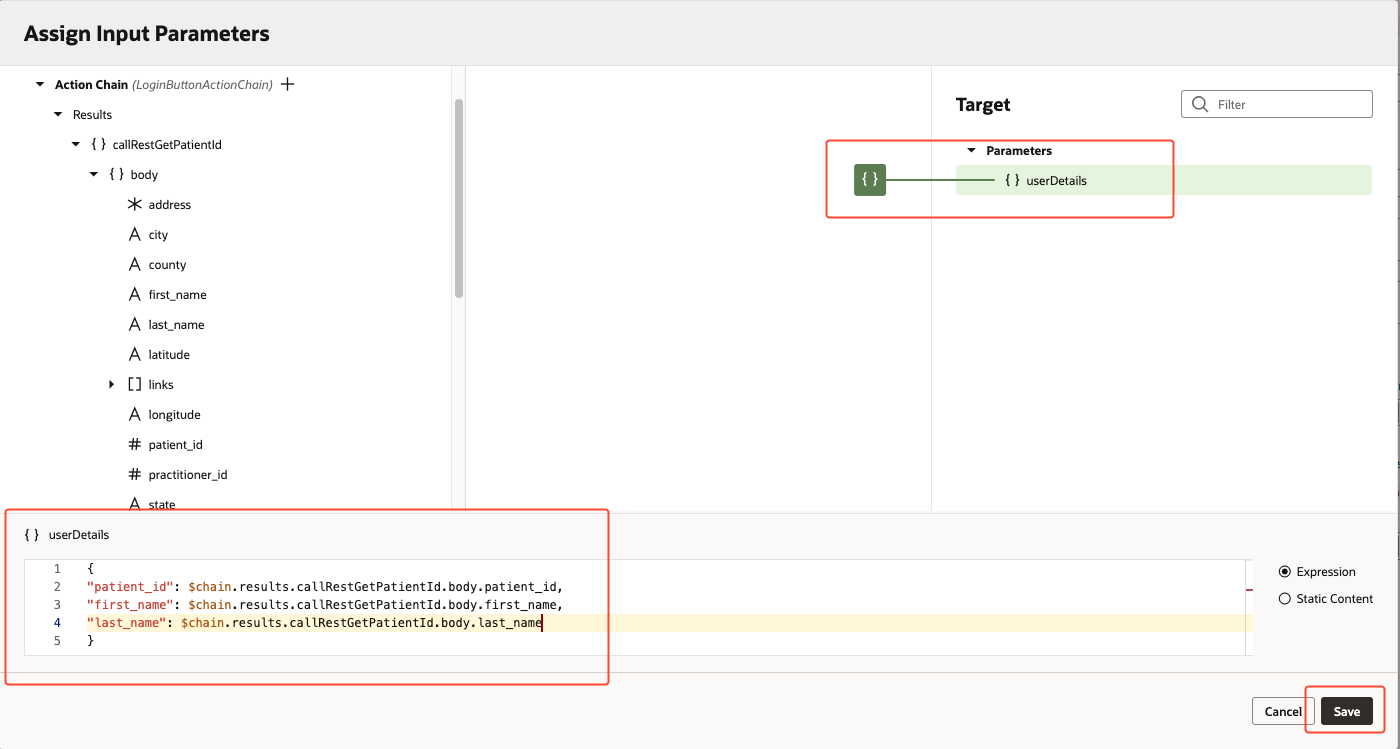 Assign Input Parameters
Action Chain (LoginButtonActionChain) +
Results
{ } callRestGetPatientId
{ } body
address
A city
A county
A first_name
A last_name
A latitude
[ ] links
A longitude
# patient_id
# practitioner_id
A state
Target
Filter
Parameters
{ }
{ } userDetails
{ } userDetails
1 {
2 "patient_id": $chain.results.callRestGetPatientId.body.patient_id,
3 "first_name": $chain.results.callRestGetPatientId.body.first_name,
4 "last_name": $chain.results.callRestGetPatientId.body.last_name
5 }
Expression
Static Content
Cancel
Save